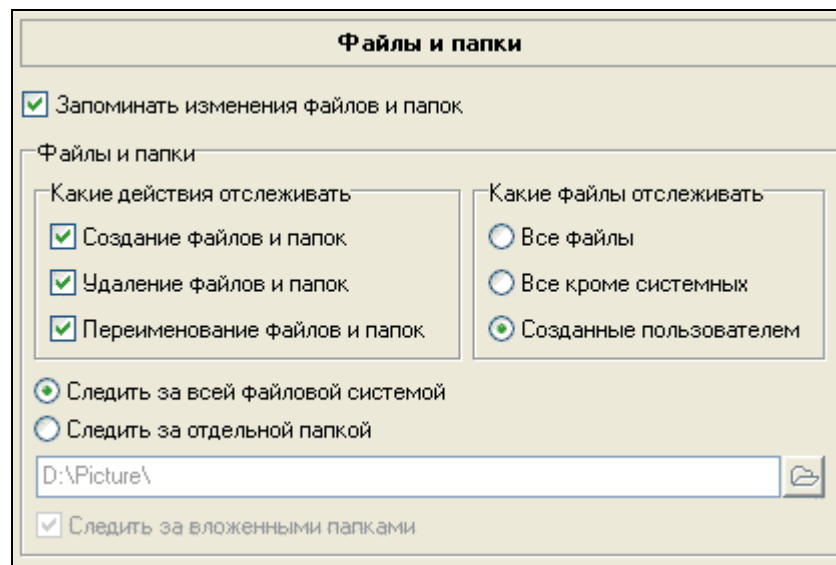 Файлы и папки
Запоминать изменения файлов и папок
Файлы и папки
Какие действия отслеживать
Создание файлов и папок
Удаление файлов и папок
Переименование файлов и папок
Какие файлы отслеживать
Все файлы
Все кроме системных
Созданные пользователем
Следить за всей файловой системой
Следить за отдельной папкой
D:\Picture\
Следить за вложенными папками